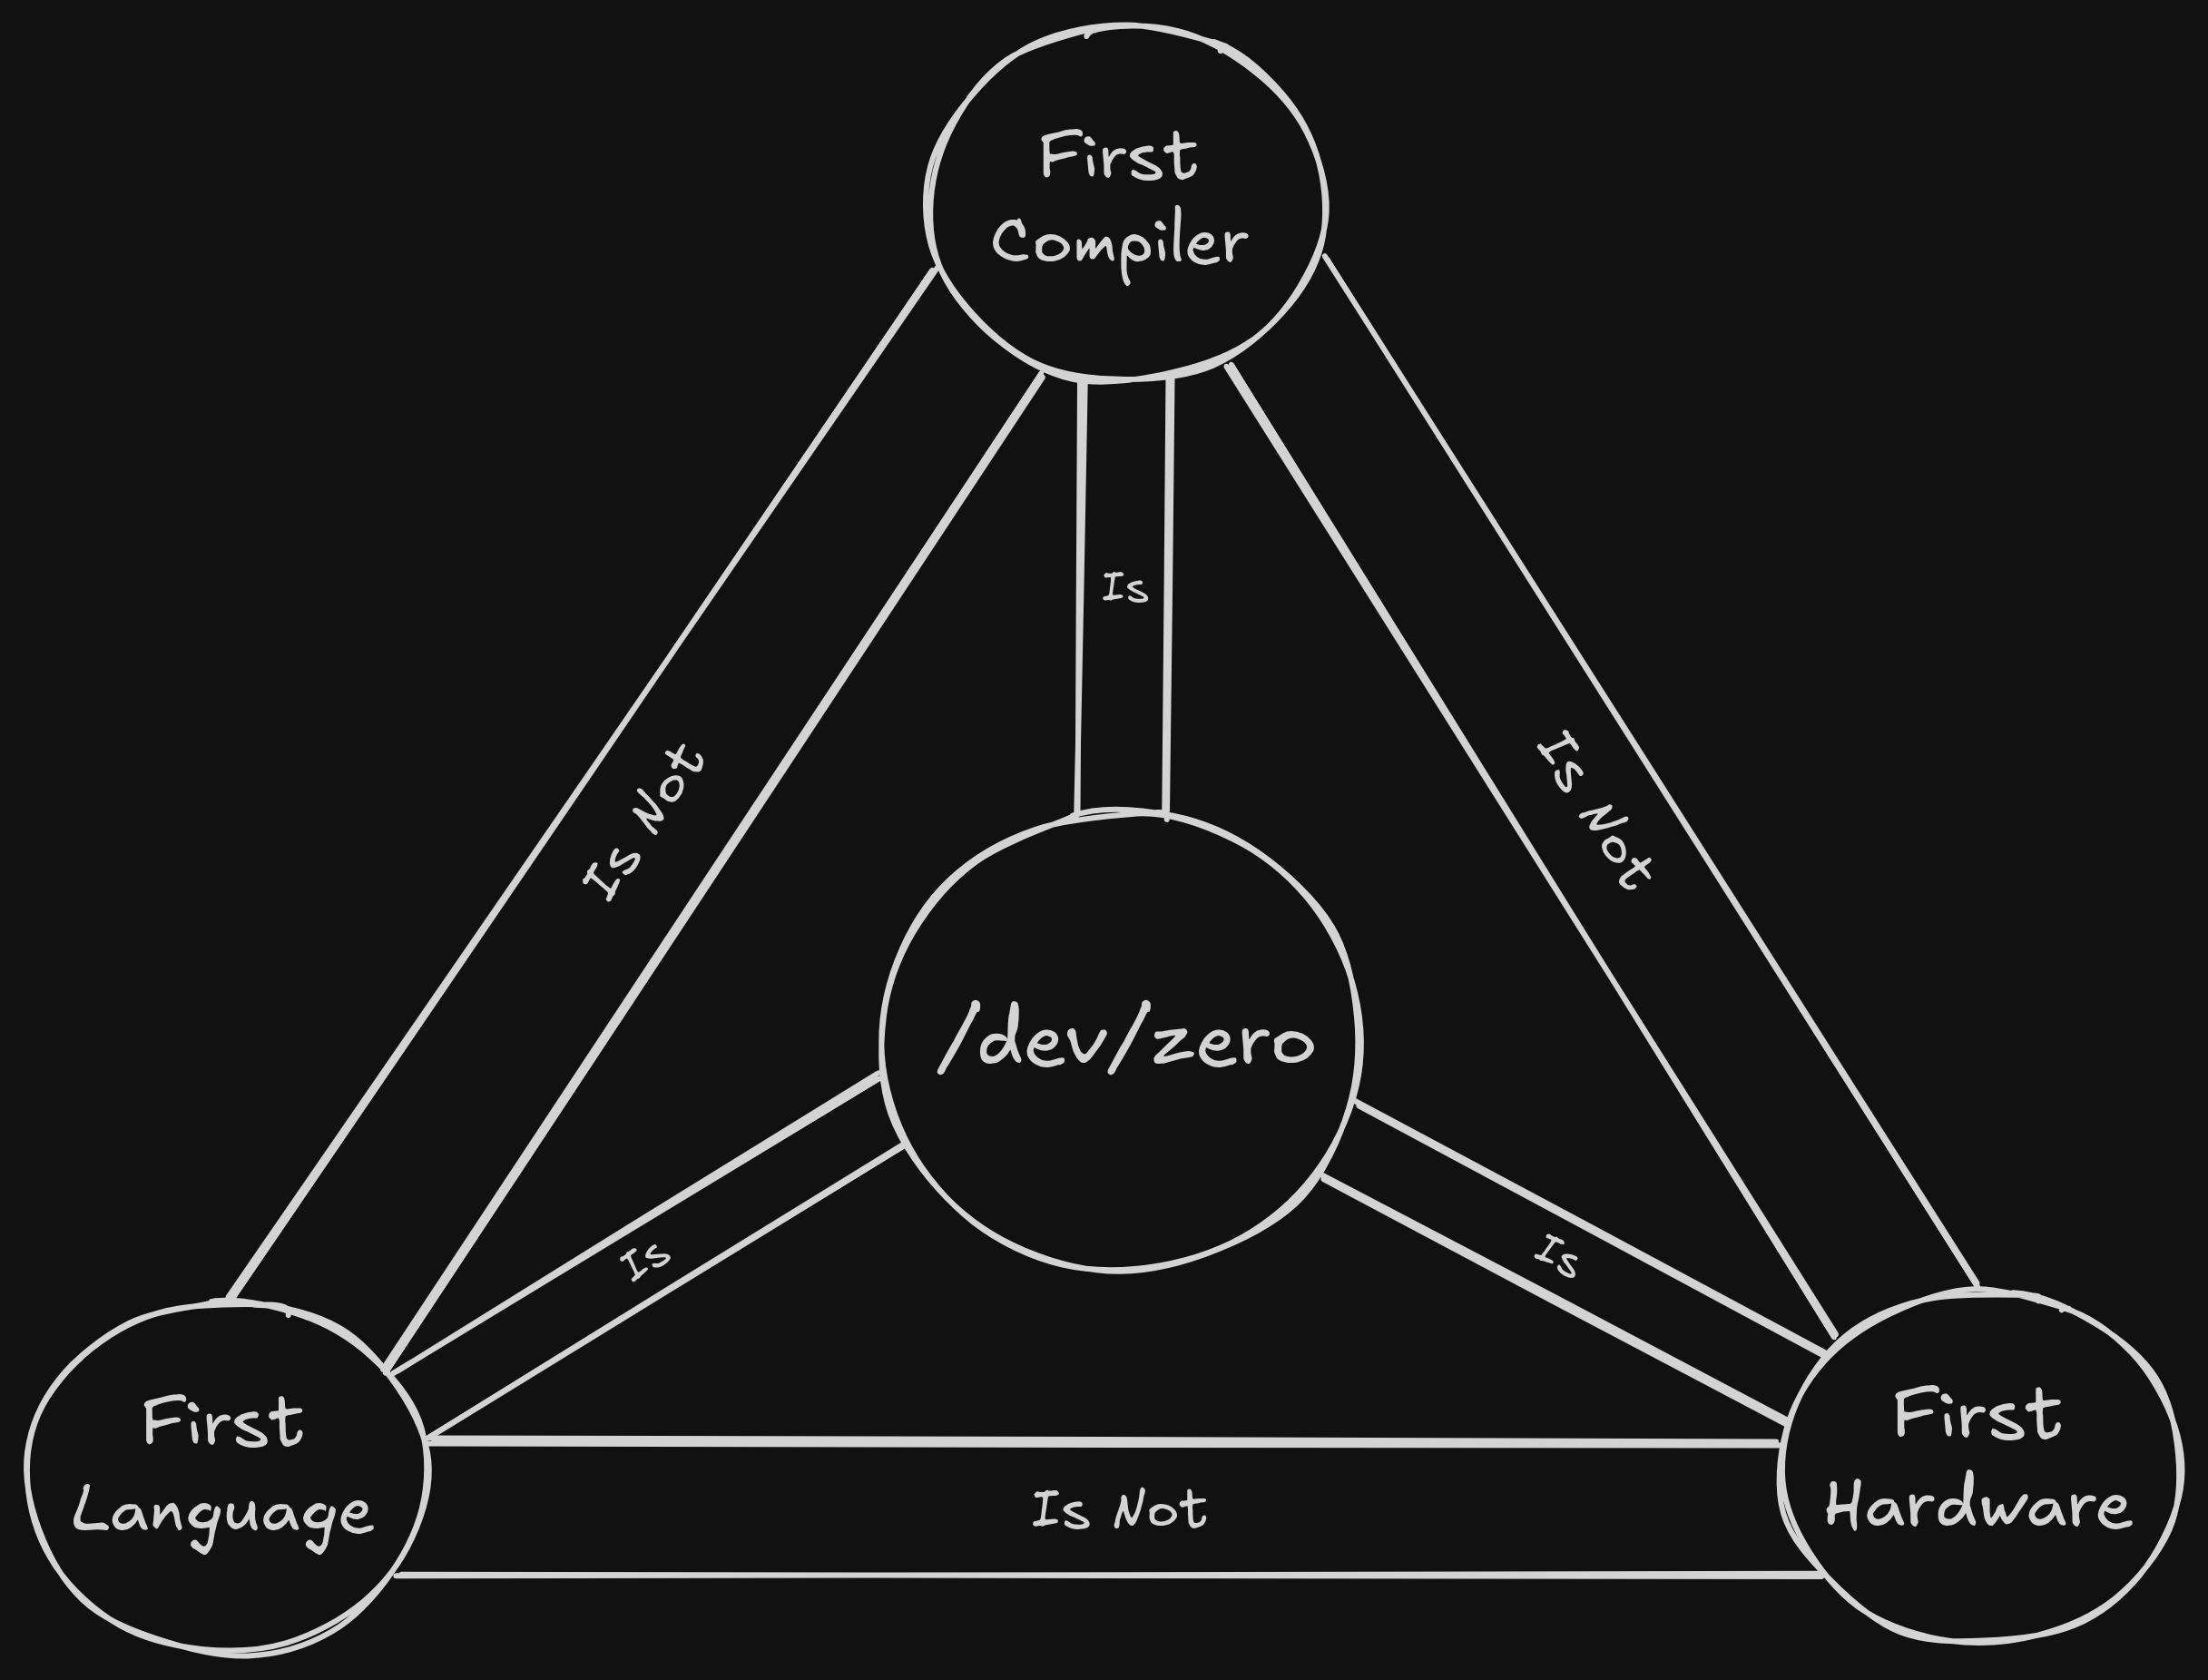 First
Compiler
Is
Is Not
Is Not
/dev/zero
Is
Is
First
Language
Is Not
First
Hardware